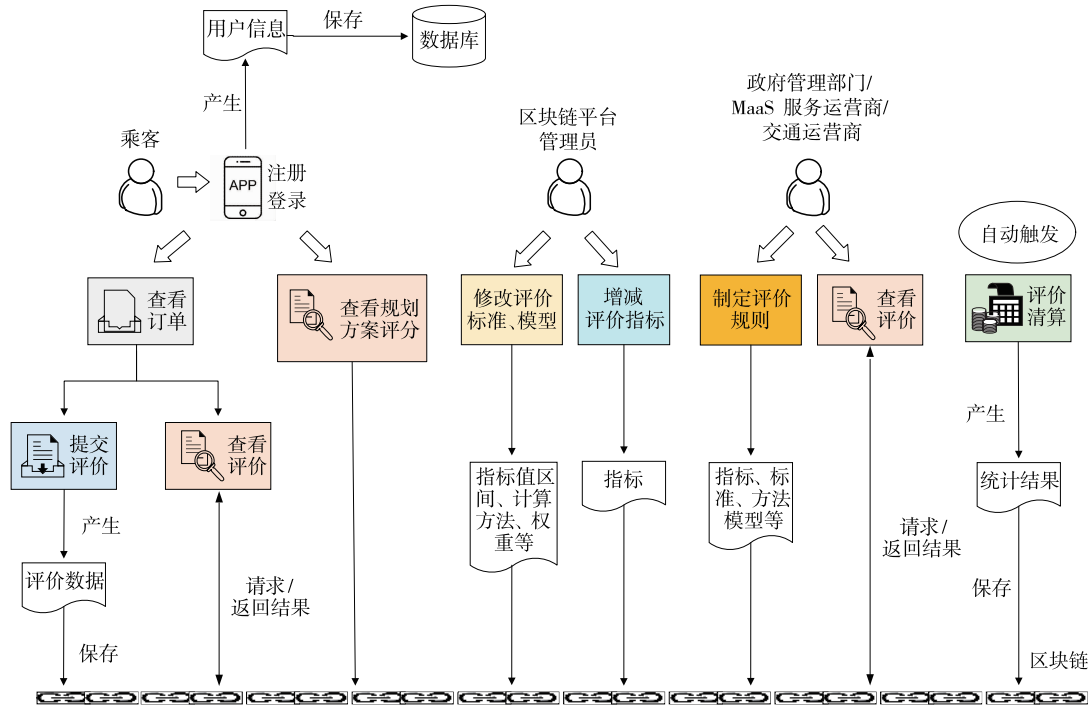 用户信息
保存
数据库
产生
乘客
APP
注册
登录
区块链平台
管理员
政府管理部门/
MaaS 服务运营商/
交通运营商
自动触发
查看
订单
查看规划
方案评分
修改评价
标准、模型
增减
评价指标
制定评价
规则
查看
评价
评价
清算
提交
评价
查看
评价
产生
指标值区
间、计算
方法、权
重等
指标
指标、标
准、方法
模型等
统计结果
产生
评价数据
请求/
返回结果
请求/
返回结果
保存
保存
区块链